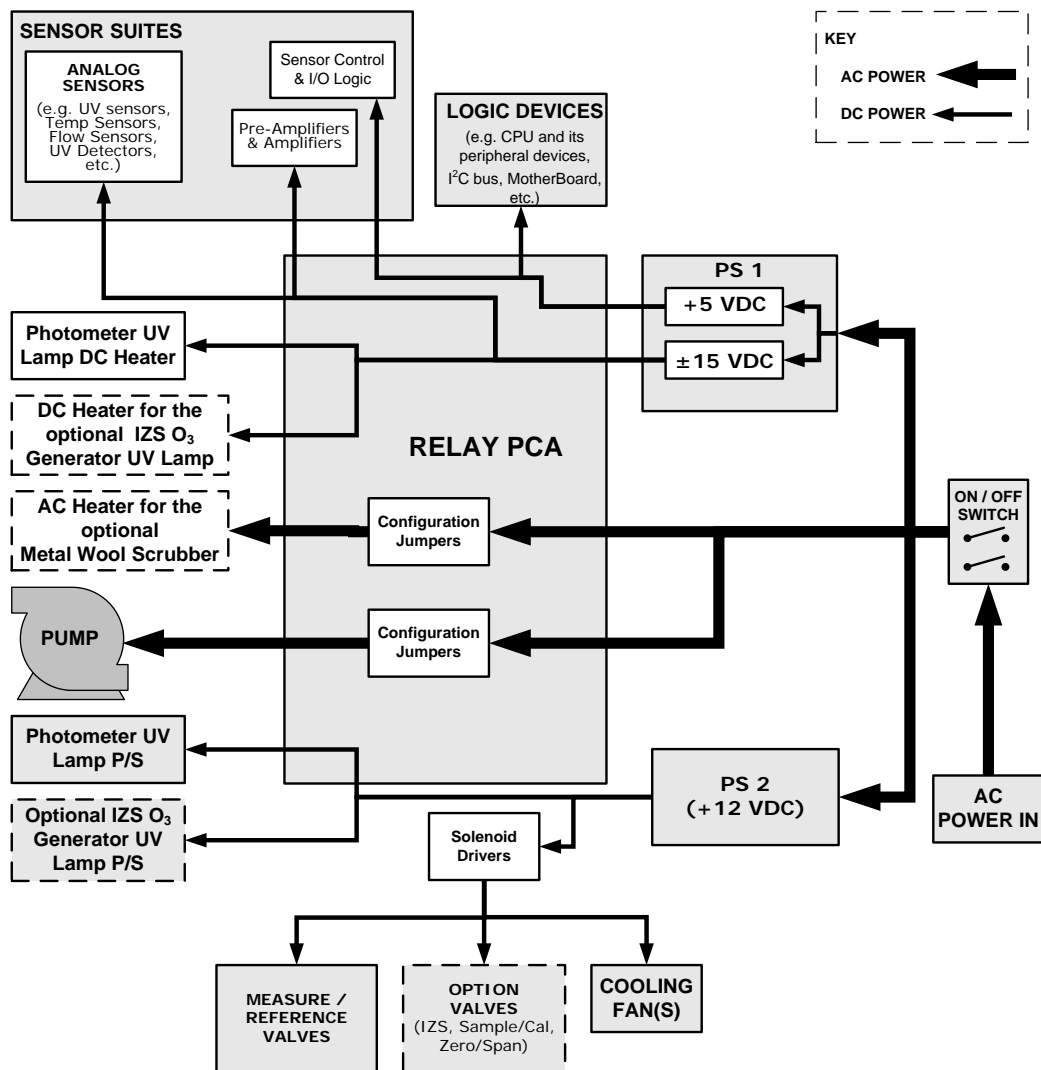 SENSOR SUITES
ANALOG
SENSORS
(e.g. UV sensors,
Temp Sensors,
Flow Sensors,
UV Detectors,
etc.)
Sensor Control
& I/O Logic
Pre-Amplifiers
& Amplifiers
LOGIC DEVICES
(e.g. CPU and its
peripheral devices,
I²C bus, MotherBoard,
etc.)
KEY
AC POWER
DC POWER
PS 1
+5 VDC
±15 VDC
Photometer UV
Lamp DC Heater
DC Heater for the
optional IZS O₃
Generator UV Lamp
RELAY PCA
AC Heater for the
optional
Metal Wool Scrubber
Configuration
Jumpers
ON / OFF
SWITCH
PUMP
Configuration
Jumpers
Photometer UV
Lamp P/S
PS 2
(+12 VDC)
AC
POWER IN
Optional IZS O₃
Generator UV
Lamp P/S
Solenoid
Drivers
MEASURE /
REFERENCE
VALVES
OPTION
VALVES
(IZS, Sample/Cal,
Zero/Span)
COOLING
FAN(S)